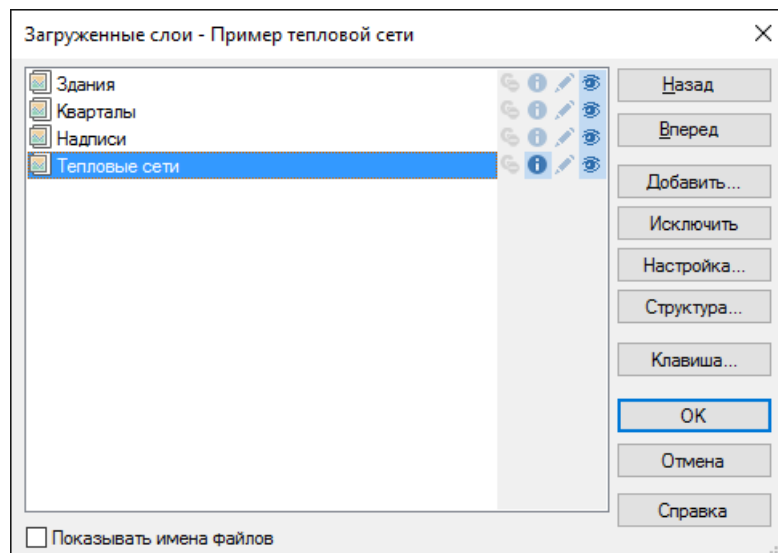 Загруженные слои - Пример тепловой сети
Здания
Кварталы
Надписи
Тепловые сети
Назад
Вперед
Добавить...
Исключить
Настройка...
Структура...
Клавиша...
OK
Отмена
Справка
Показывать имена файлов